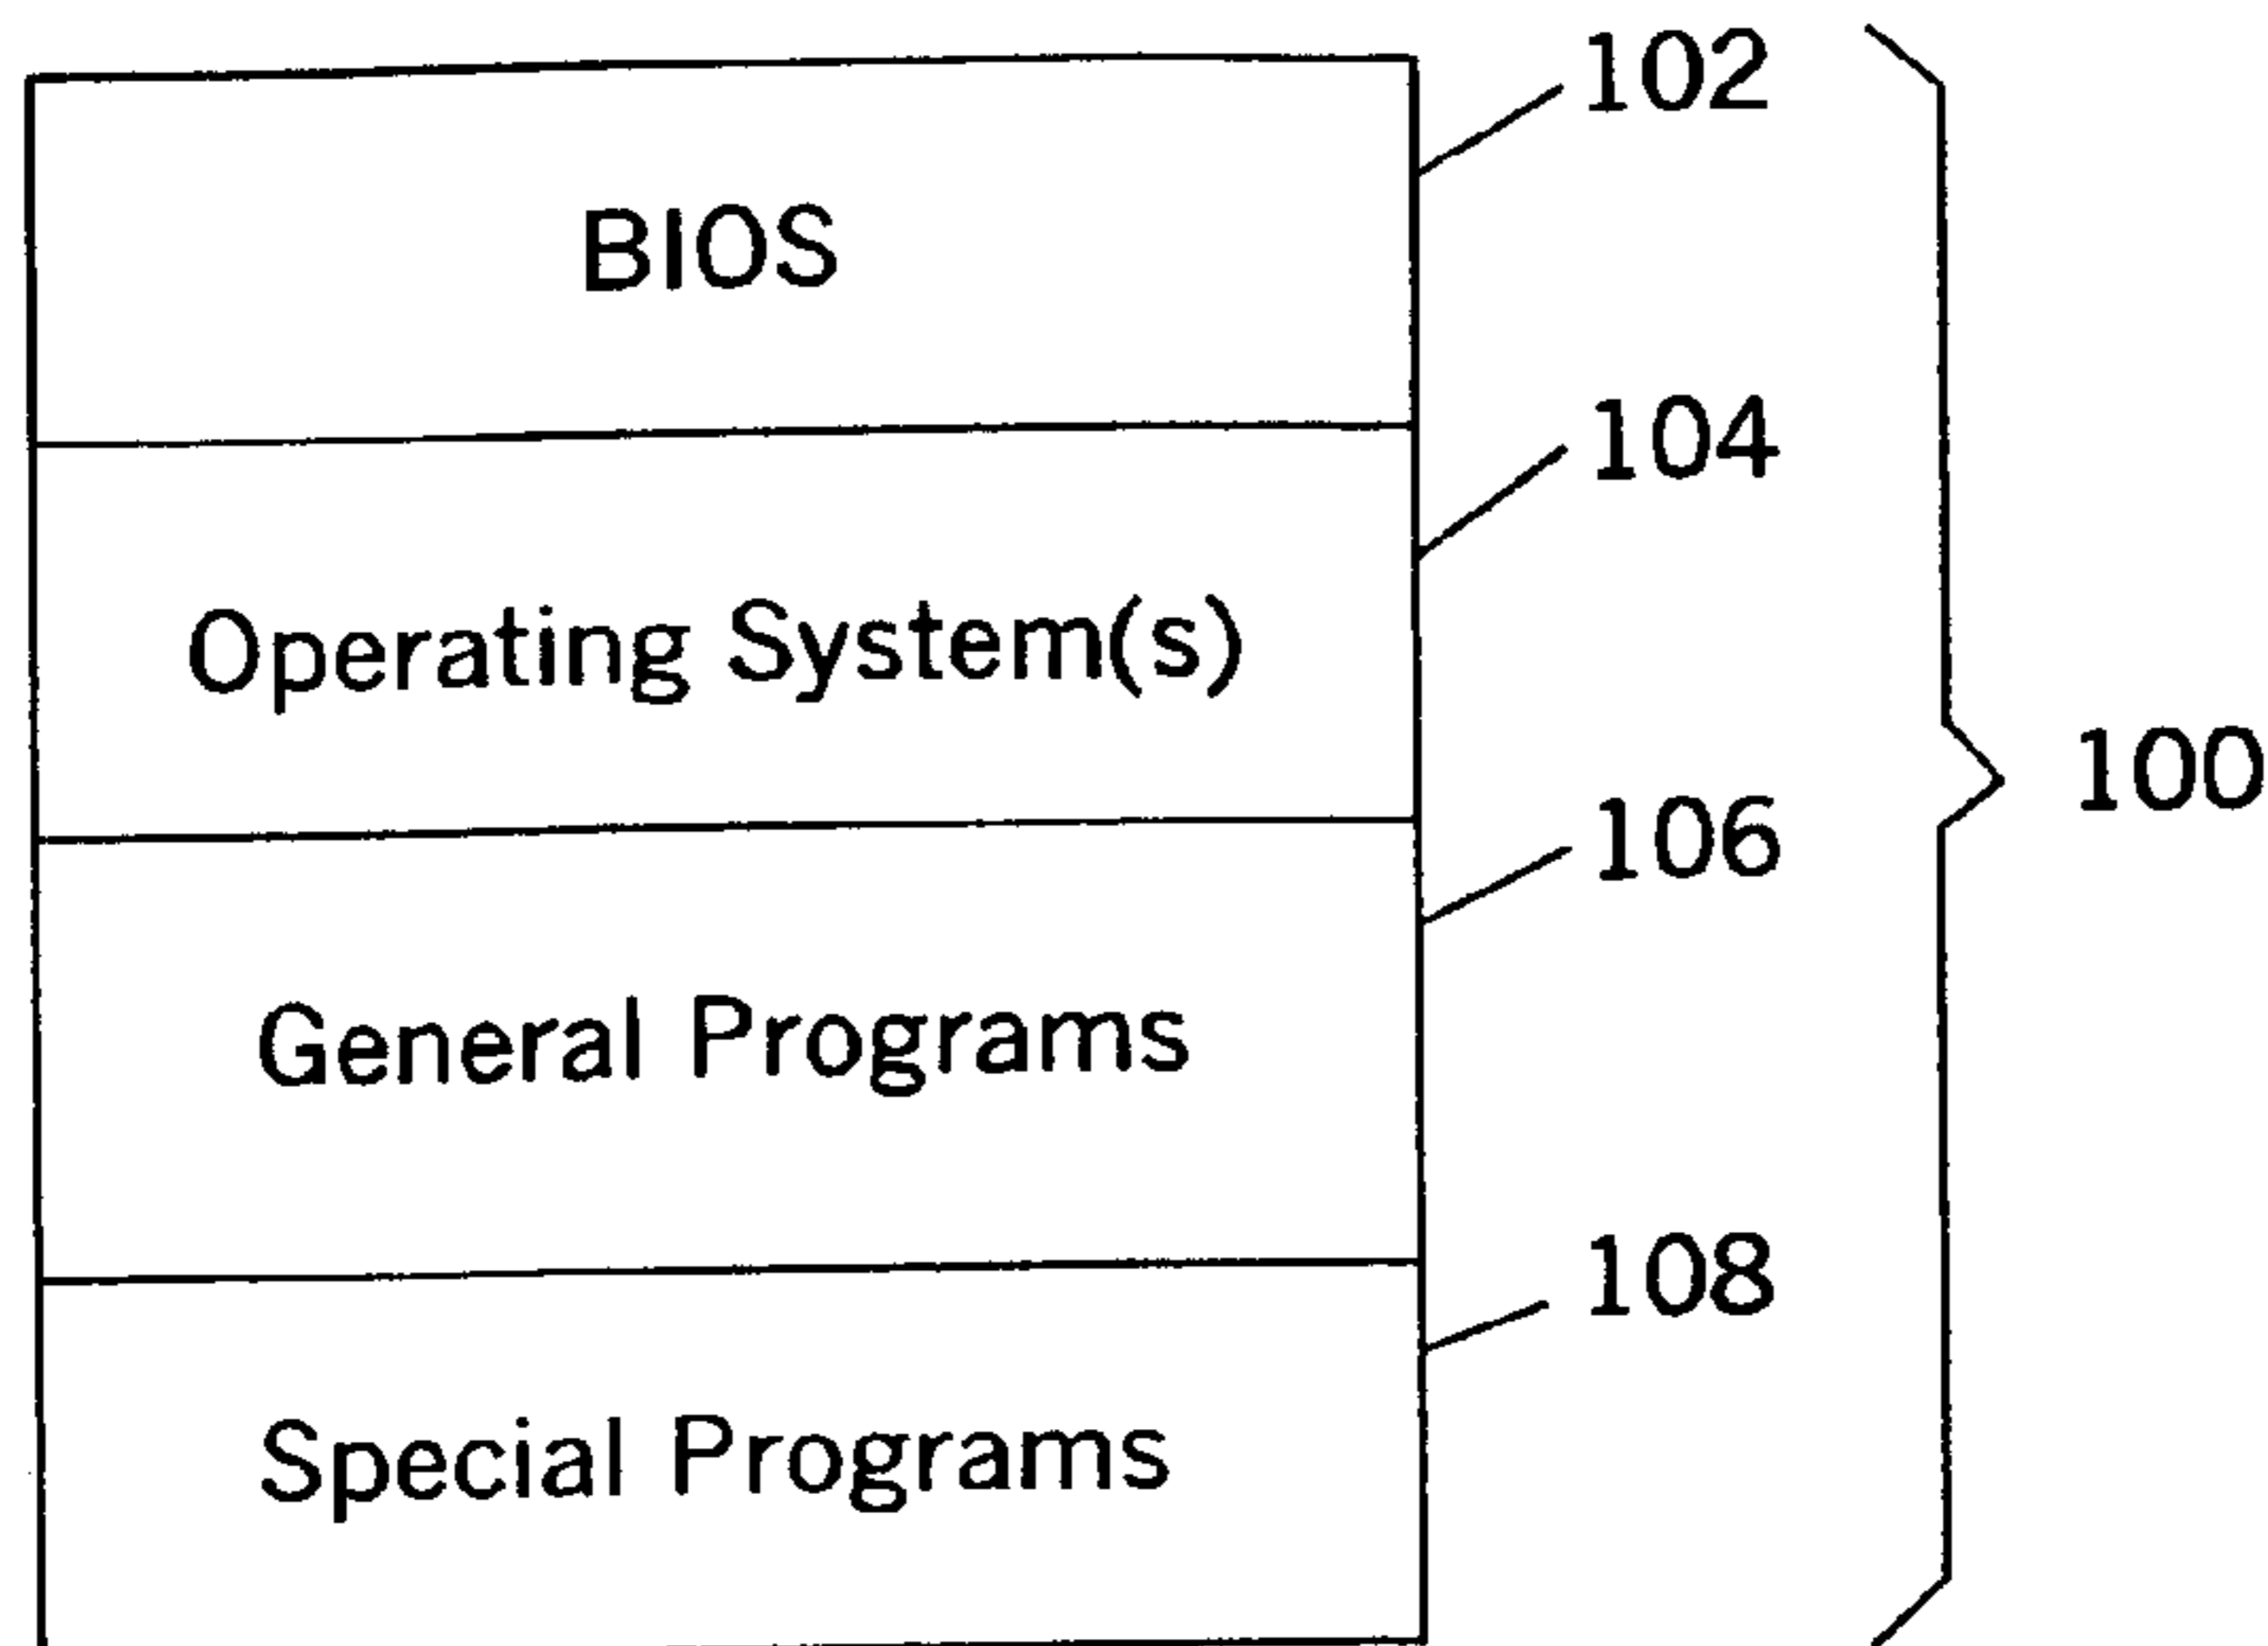 102
BIOS
104
Operating System(s)
100
106
General Programs
108
Special Programs